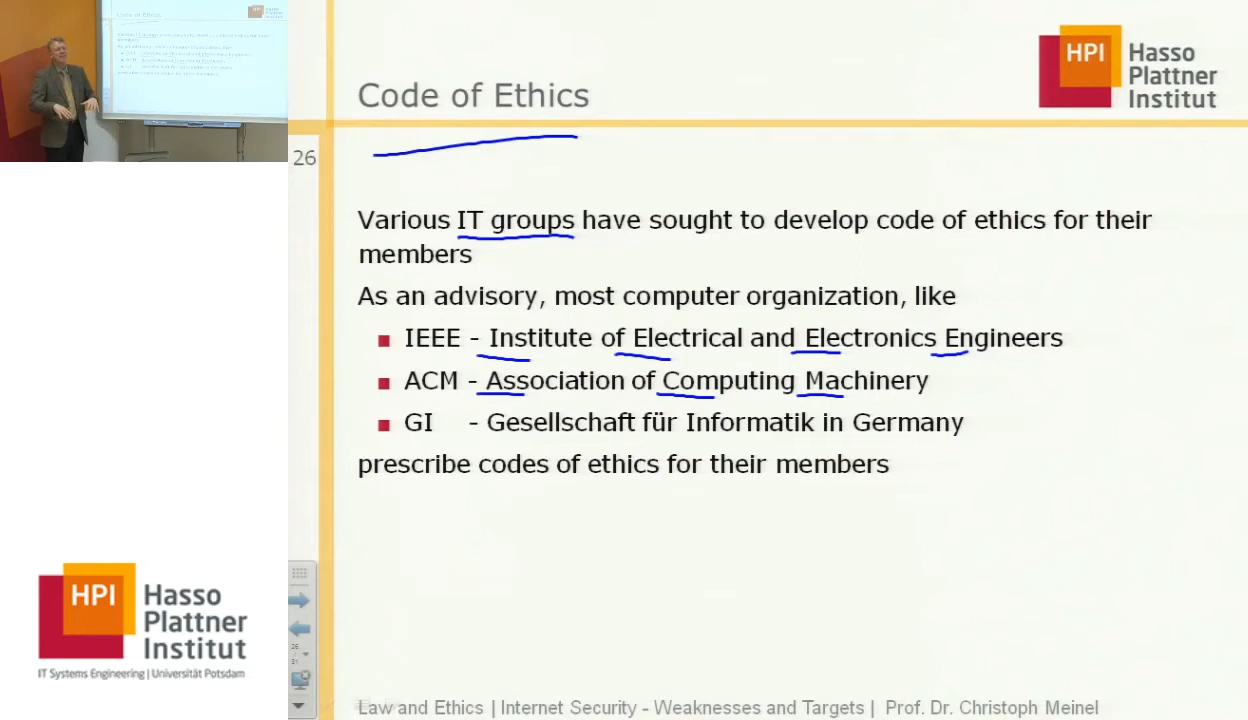 Code of Ethics
HPI Hasso
Plattner
Institut
26
Various IT groups have sought to develop code of ethics for their
members
As an advisory, most computer organization, like
IEEE - Institute of Electrical and Electronics Engineers
ACM - Association of Computing Machinery
GI - Gesellschaft für Informatik in Germany
prescribe codes of ethics for their members
HPI Hasso
Plattner
Institut
IT Systems Engineering | Universität Potsdam
26
31
Law and Ethics | Internet Security - Weaknesses and Targets | Prof. Dr. Christoph Meinel